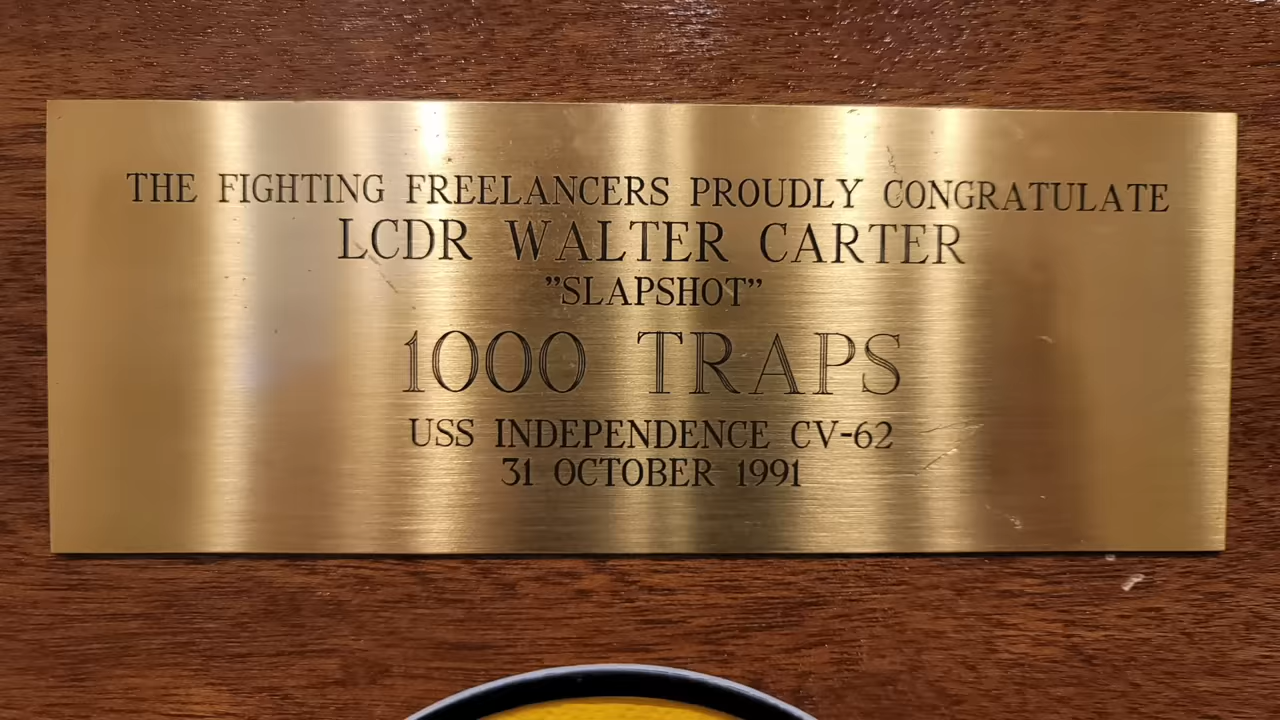 THE FIGHTING FREELANCERS PROUDLY CONGRATULATE
LCDR WALTER CARTER
"SLAPSHOT"
1000 TRAPS
USS INDEPENDENCE CV-62
31 OCTOBER 1991